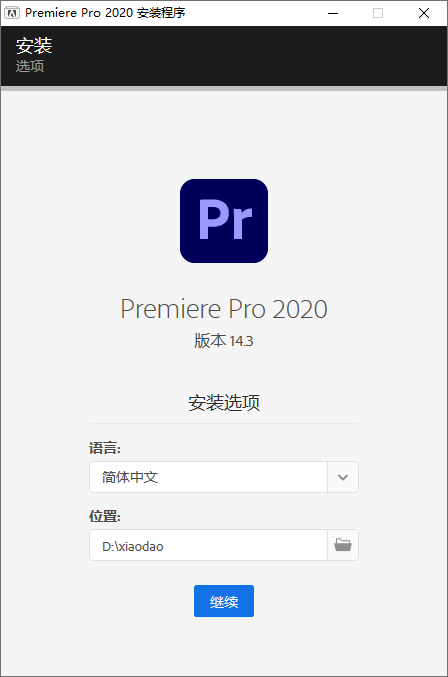 Premiere Pro 2020 安装程序
安装
选项
Pr
Premiere Pro 2020
版本 14.3
安装选项
语言:
简体中文
位置:
D:\xiaodao
继续